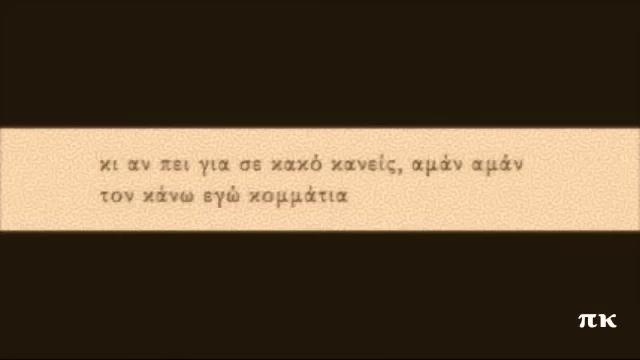 κι αν πει για σε κακό κανείς, αμάν αμάν
τον κάνω εγώ κομμάτια
πκ